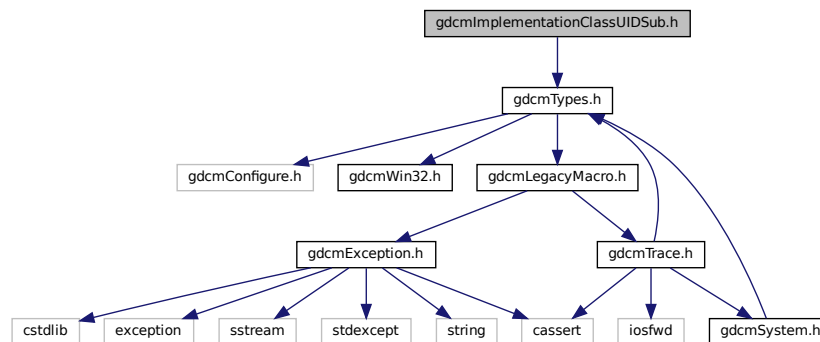 gdcmImplementationClassUIDSub.h
gdcmTypes.h
gdcmConfigure.h
gdcmWin32.h
gdcmLegacyMacro.h
gdcmException.h
gdcmTrace.h
cstdlib
exception
sstream
stdexcept
string
cassert
iosfwd
gdcmSystem.h